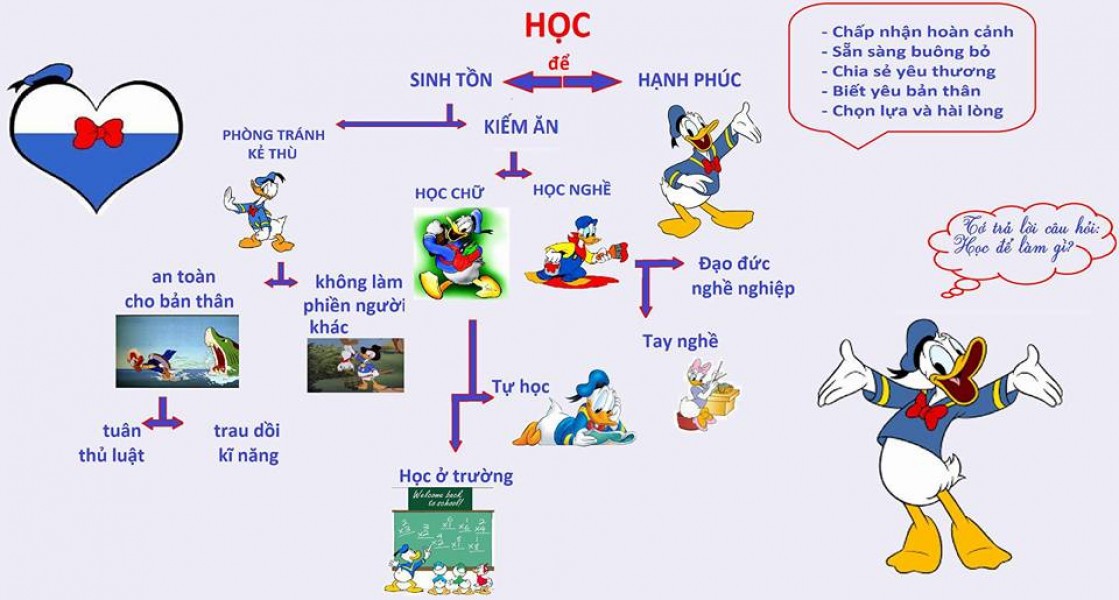 HỌC
để
SINH TỒN
HẠNH PHÚC
- Chấp nhận hoàn cảnh
- Sẵn sàng buông bỏ
- Chia sẻ yêu thương
- Biết yêu bản thân
- Chọn lựa và hài lòng
PHÒNG TRÁNH
KẺ THÙ
KIẾM ĂN
HỌC CHỮ
HỌC NGHỀ
Tớ trả lời câu hỏi:
Học để làm gì?
an toàn
cho bản thân
không làm
phiền người
khác
Đạo đức
nghề nghiệp
Tay nghề
Tự học
tuân
thủ luật
trau dồi
kĩ năng
Học ở trường
Welcome back
to school!